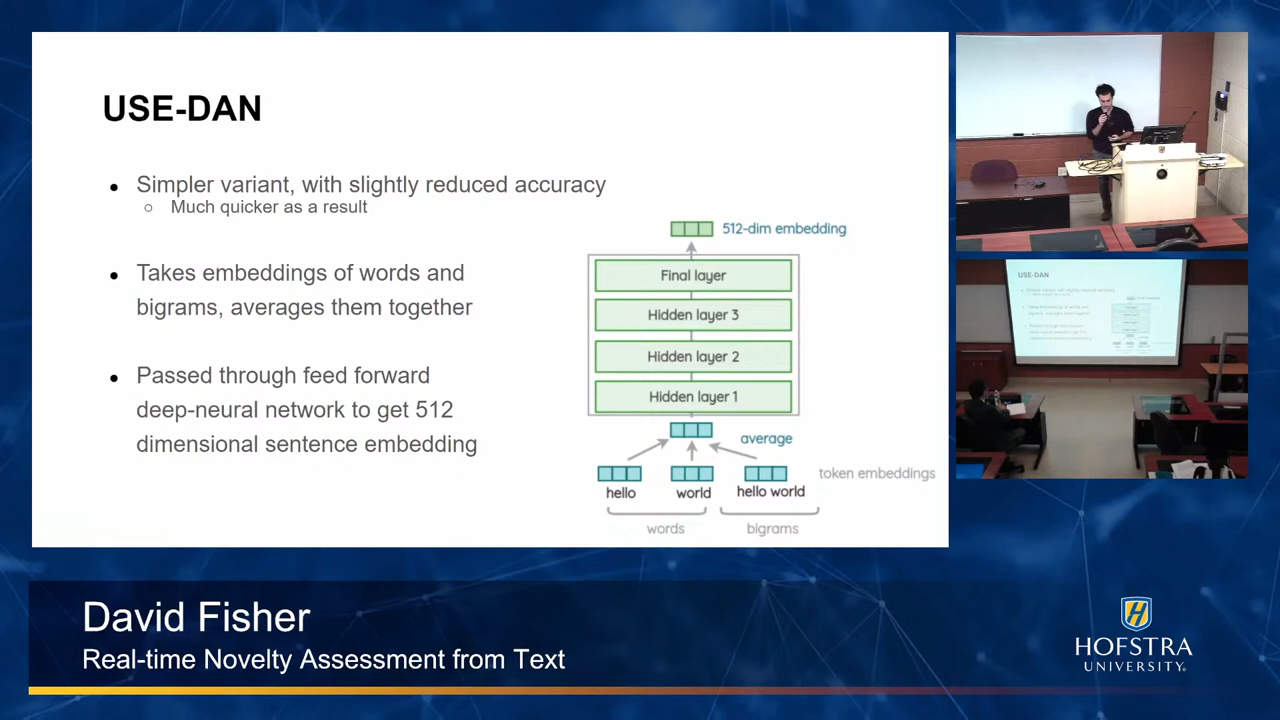 USE-DAN
● Simpler variant, with slightly reduced accuracy
○ Much quicker as a result
● Takes embeddings of words and
bigrams, averages them together
● Passed through feed forward
deep-neural network to get 512
dimensional sentence embedding
512-dim embedding
Final layer
Hidden layer 3
Hidden layer 2
Hidden layer 1
average
token embeddings
hello world hello world
words bigrams
USE-DAN
David Fisher
Real-time Novelty Assessment from Text
HOFSTRA
UNIVERSITY